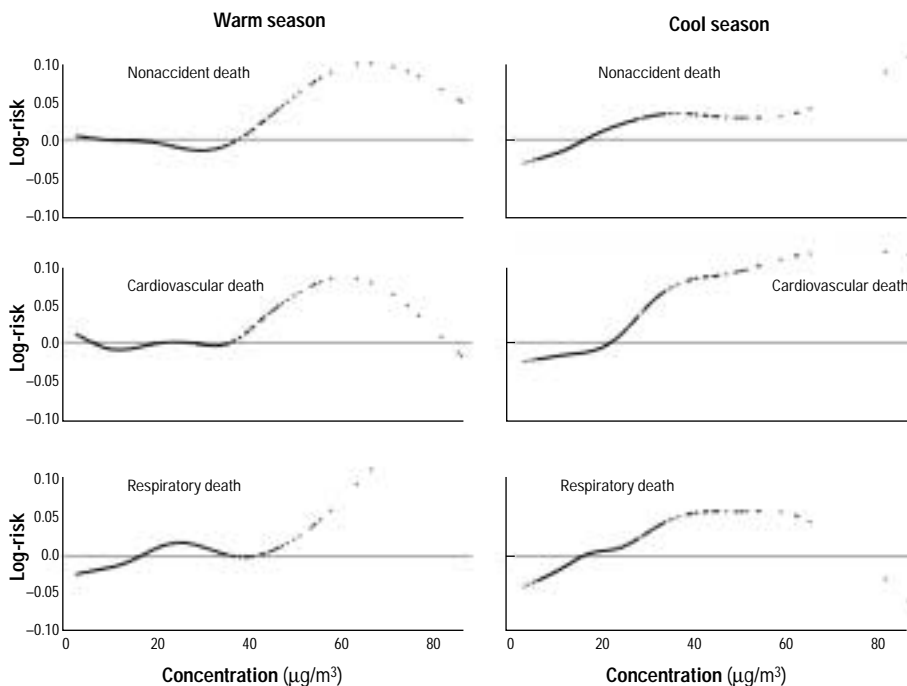 Warm season
Cool season
Log-risk
0.10
0.05
0.0
–0.05
–0.10
Nonaccident death
Nonaccident death
Log-risk
0.10
0.05
0.0
–0.05
–0.10
Cardiovascular death
Cardiovascular death
Log-risk
0.10
0.05
0.0
–0.05
–0.10
Respiratory death
Respiratory death
0 20 40 60 80
0 20 40 60 80
Concentration (μg/m³)
Concentration (μg/m³)